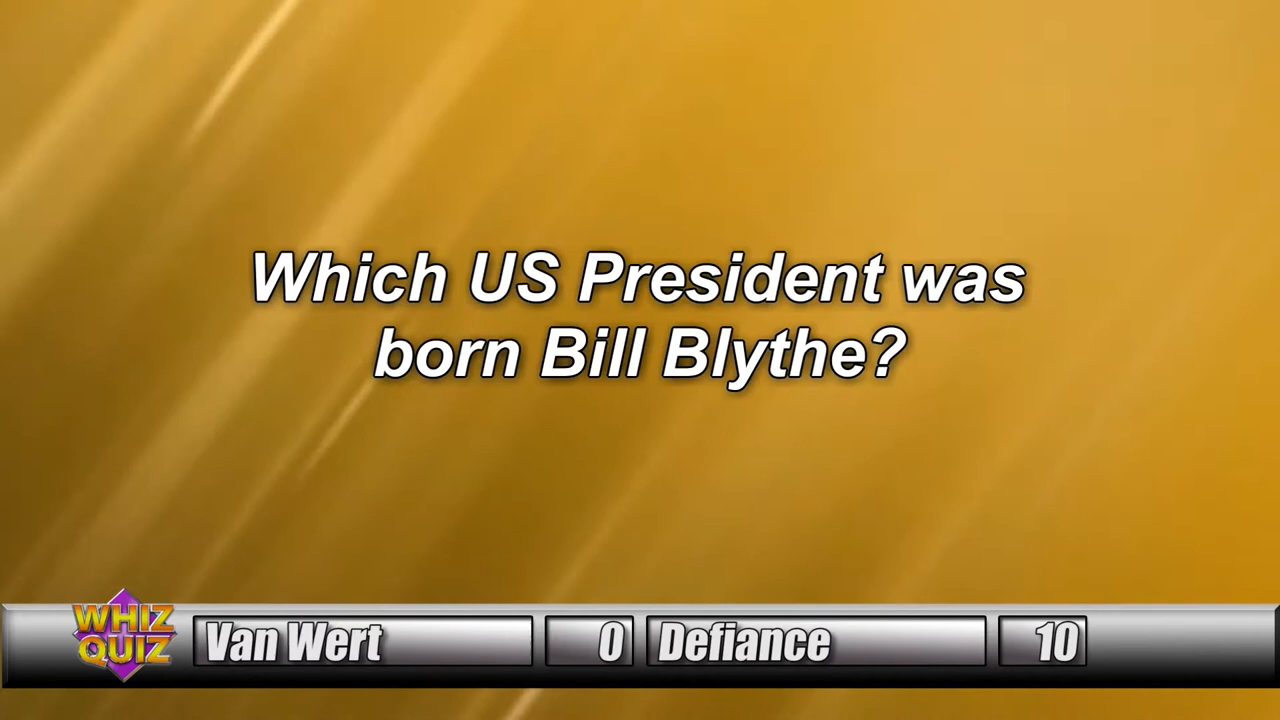 Which US President was
born Bill Blythe?
WHIZ
QUIZ
Van Wert 0 Defiance 10